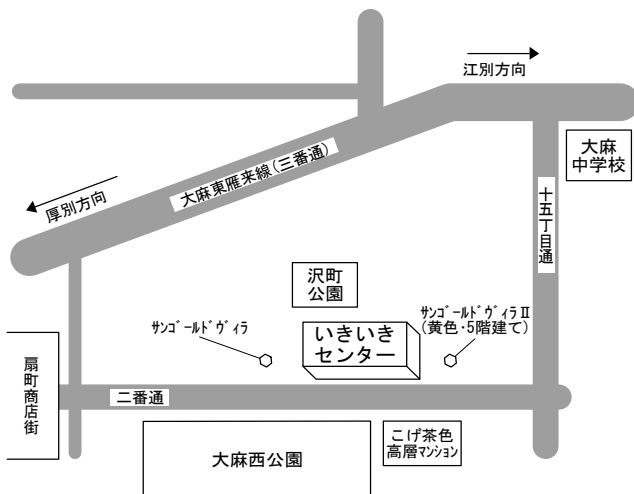 江別方向
大麻
中学校
大麻東雁来線（三番通）
厚別方向
十五丁目通
沢町
公園
ｻﾝｺﾞｰﾙﾄﾞｳﾞｨﾗⅡ
（黄色・5階建て）
ｻﾝｺﾞｰﾙﾄﾞｳﾞｨﾗ
いきいき
センター
扇町商店街
二番通
こげ茶色
高層ﾏﾝｼｮﾝ
大麻西公園